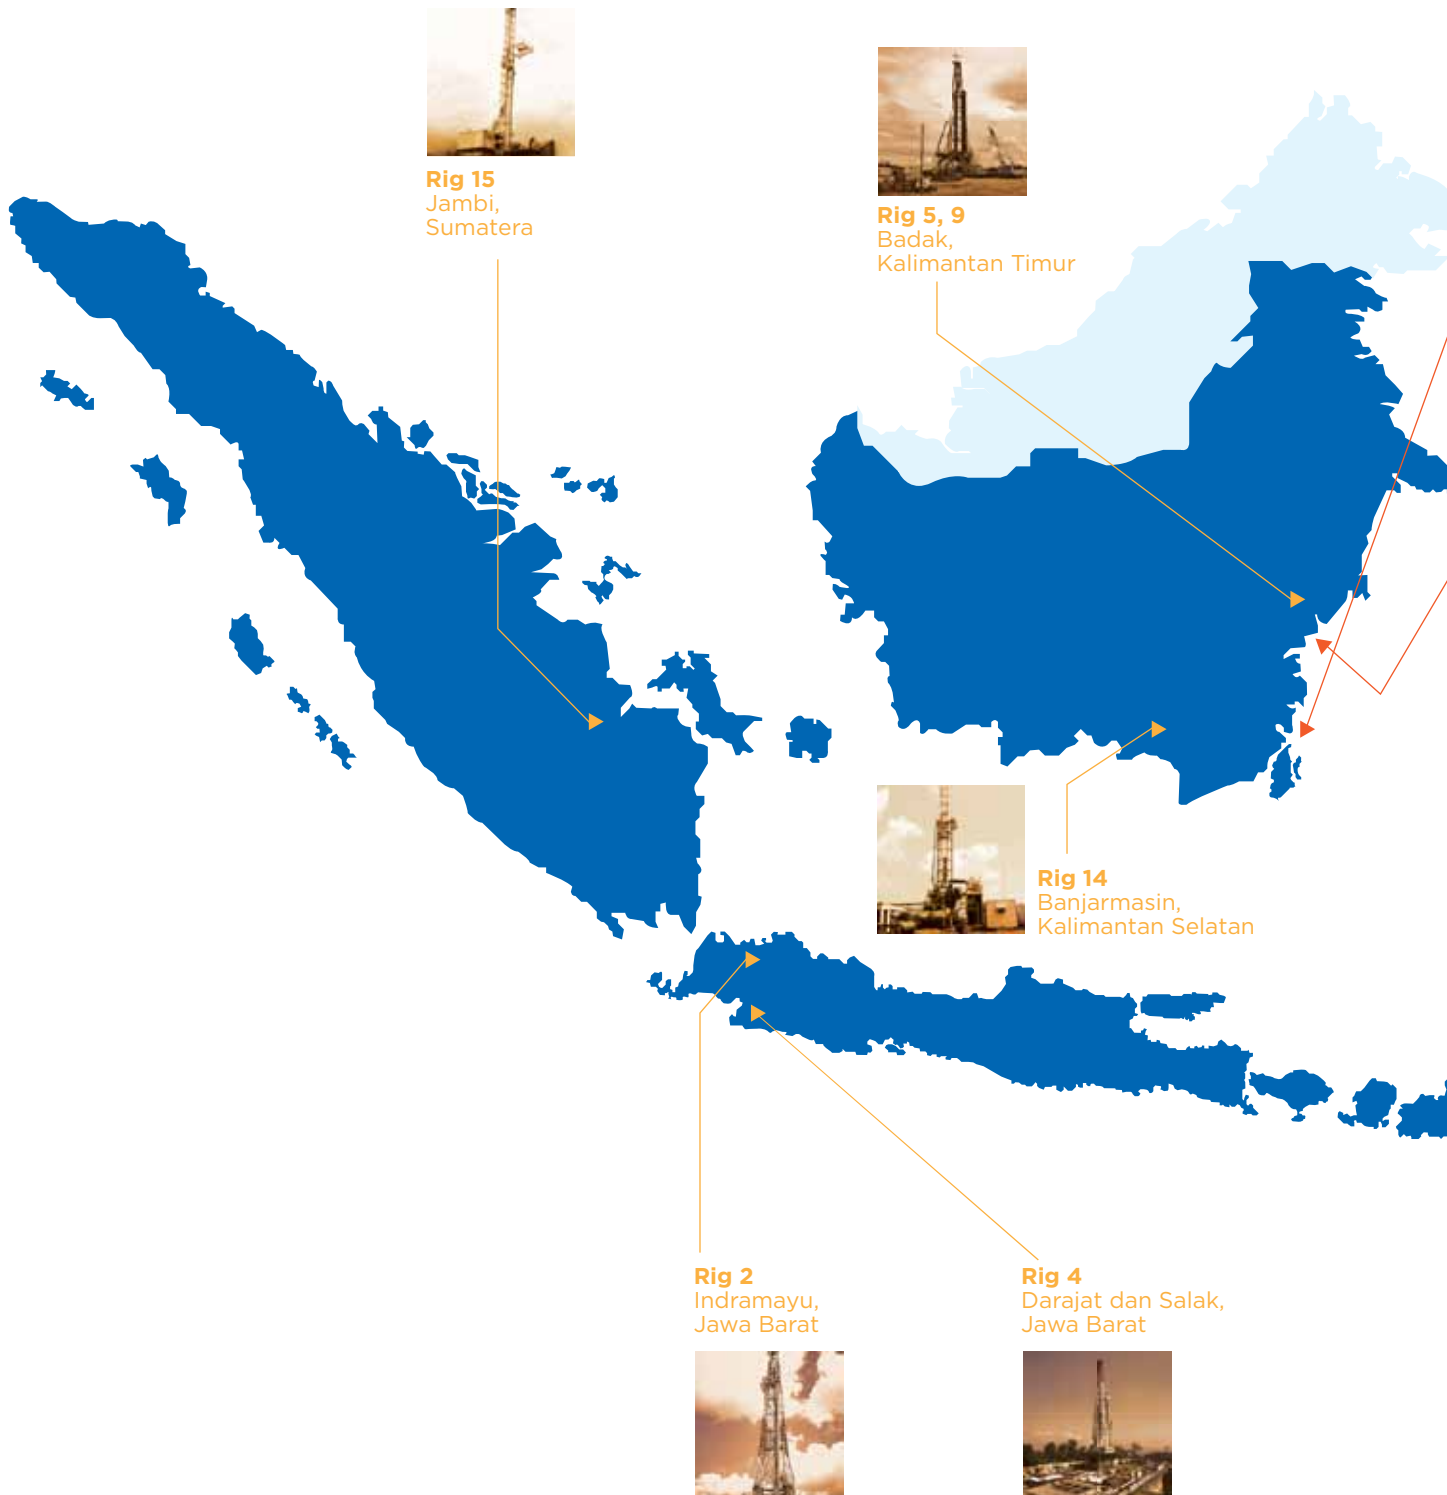 Rig 15
Jambi,
Sumatera
Rig 5, 9
Badak,
Kalimantan Timur
Rig 14
Banjarmasin,
Kalimantan Selatan
Rig 2
Indramayu,
Jawa Barat
Rig 4
Darajat dan Salak,
Jawa Barat